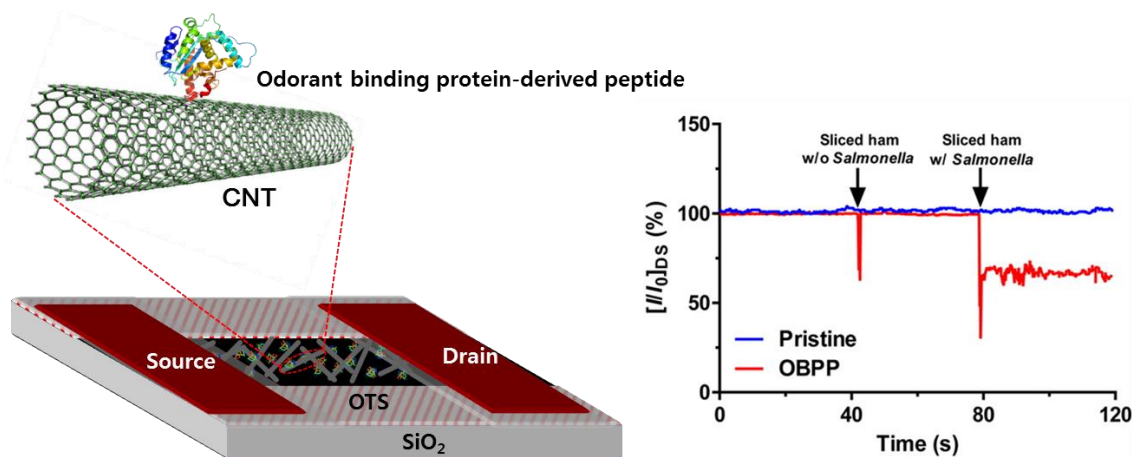 Odorant binding protein-derived peptide
CNT
Source
Drain
OTS
SiO₂
150
100
50
0
[I/I₀]DS (%)
Sliced ham
w/o Salmonella
Sliced ham
w/ Salmonella
Pristine
OBPP
0
40
80
120
Time (s)